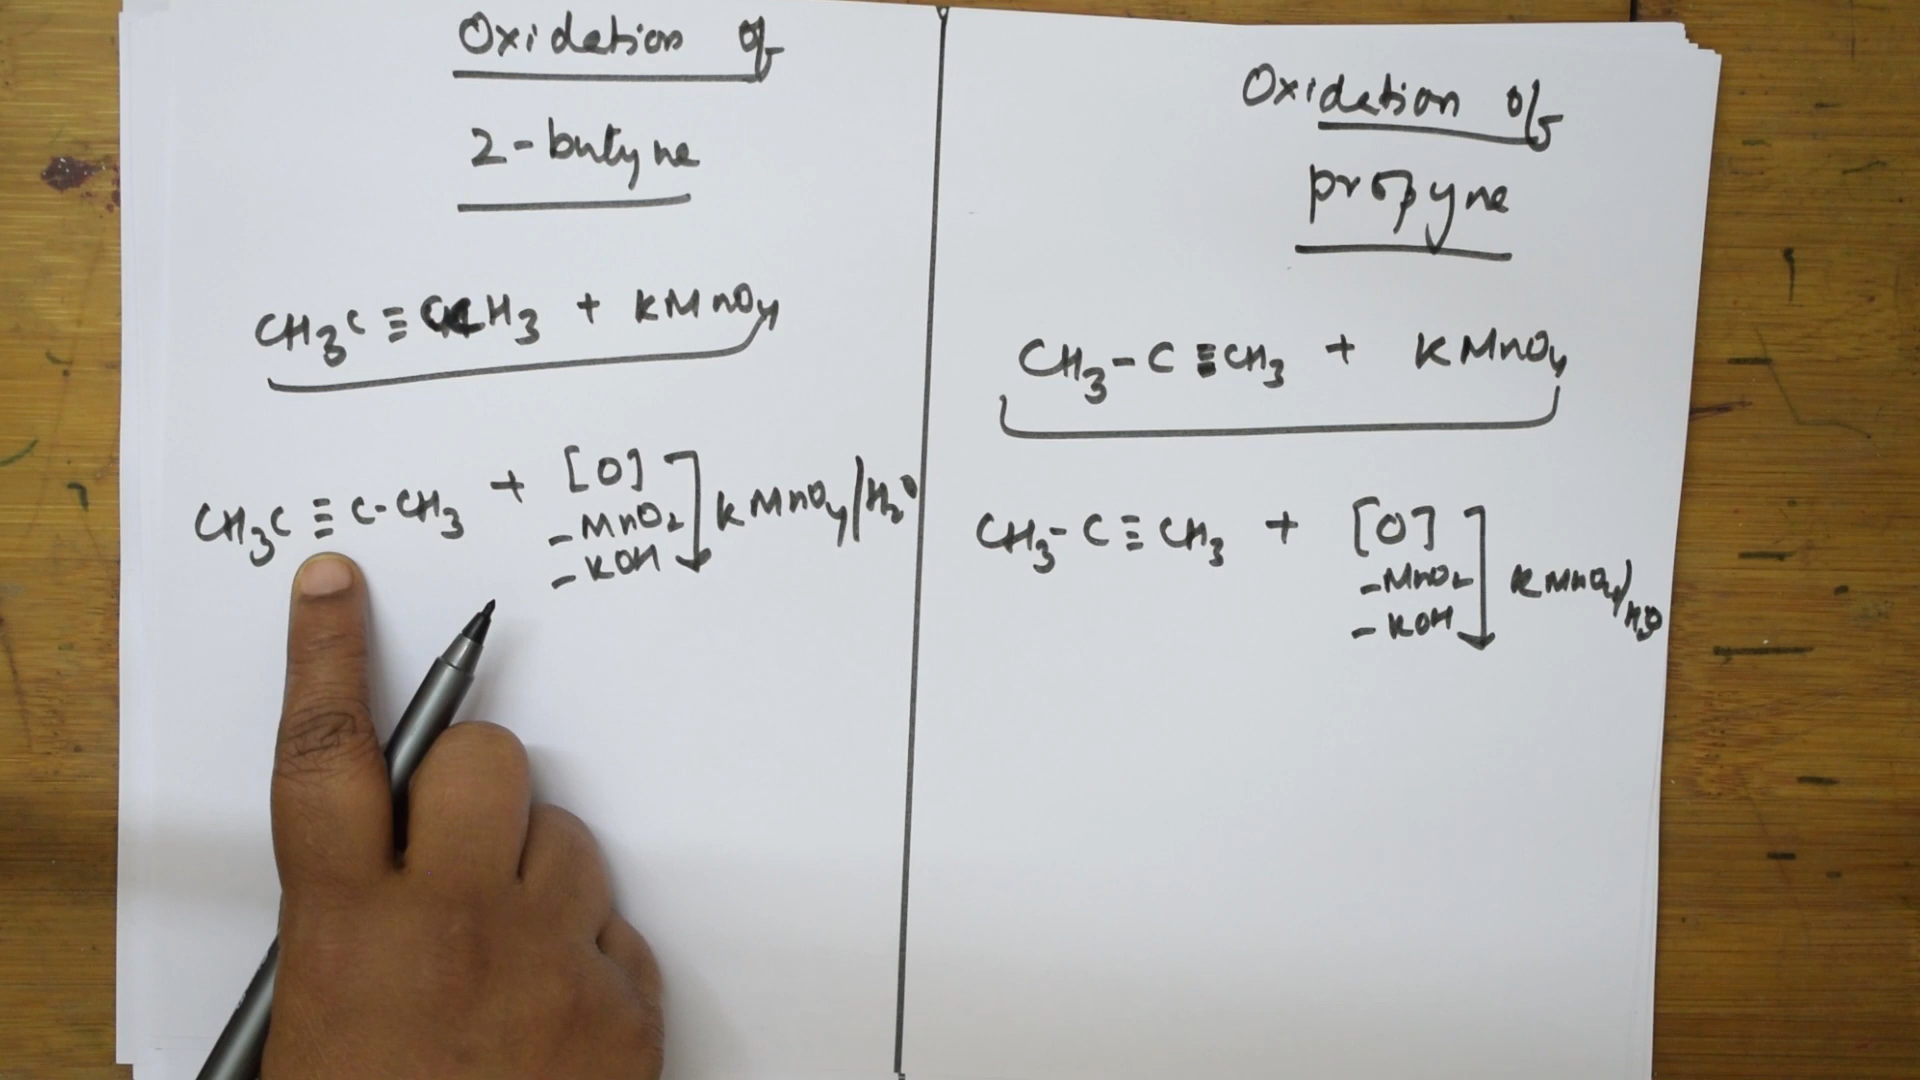 Oxidation of
2-butyne
CH3C ≡ CCH3 + KMnO4
CH3C ≡ C-CH3 + [O]
-MnO2
-KOH
KMnO4/H2O
Oxidation of
propyne
CH3-C≡CH3 + KMnO4
CH3-C≡CH3 + [O]
-MnO2
-KOH
KMnO4/H2O